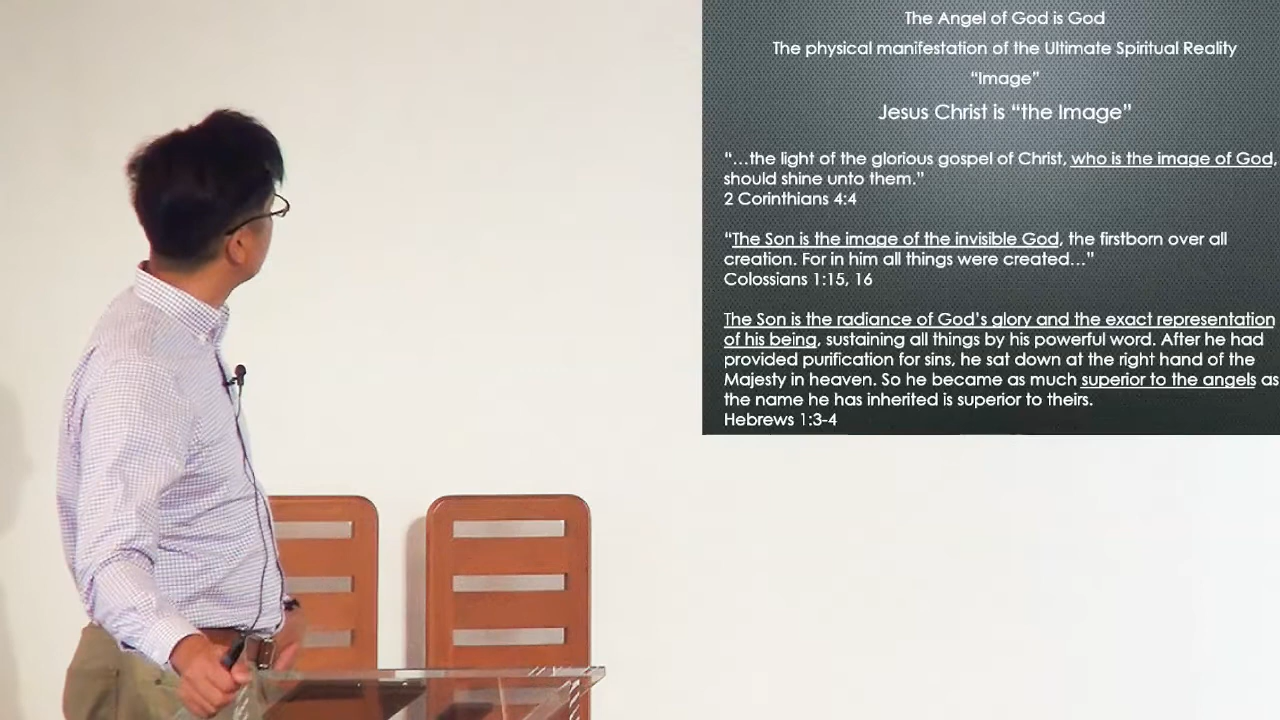 The Angel of God is God
The physical manifestation of the Ultimate Spiritual Reality
“Image”
Jesus Christ is “the Image”
“…the light of the glorious gospel of Christ, who is the image of God,
should shine unto them.”
2 Corinthians 4:4
“The Son is the image of the invisible God, the firstborn over all
creation. For in him all things were created…”
Colossians 1:15, 16
The Son is the radiance of God’s glory and the exact representation
of his being, sustaining all things by his powerful word. After he had
provided purification for sins, he sat down at the right hand of the
Majesty in heaven. So he became as much superior to the angels as
the name he has inherited is superior to theirs.
Hebrews 1:3-4